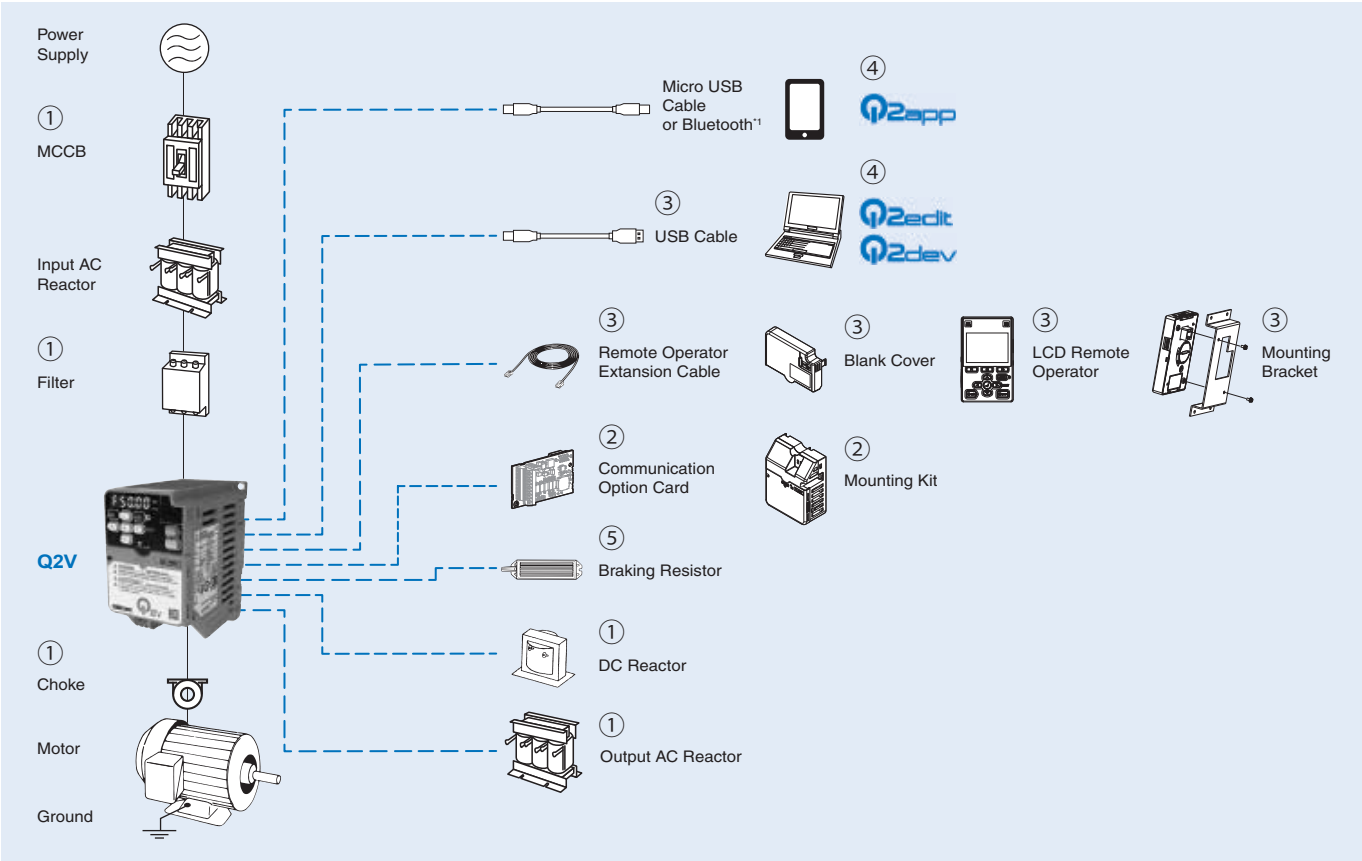 Power
Supply
①
MCCB
Input AC
Reactor
①
Filter
Q2V
①
Choke
Motor
Ground
Micro USB
Cable
or Bluetooth*1
④
Q2app
③
USB Cable
④
Q2edit
Q2dev
③
Remote Operator
Extension Cable
③
Blank Cover
③
LCD Remote
Operator
③
Mounting
Bracket
②
Communication
Option Card
②
Mounting Kit
⑤
Braking Resistor
①
DC Reactor
①
Output AC Reactor